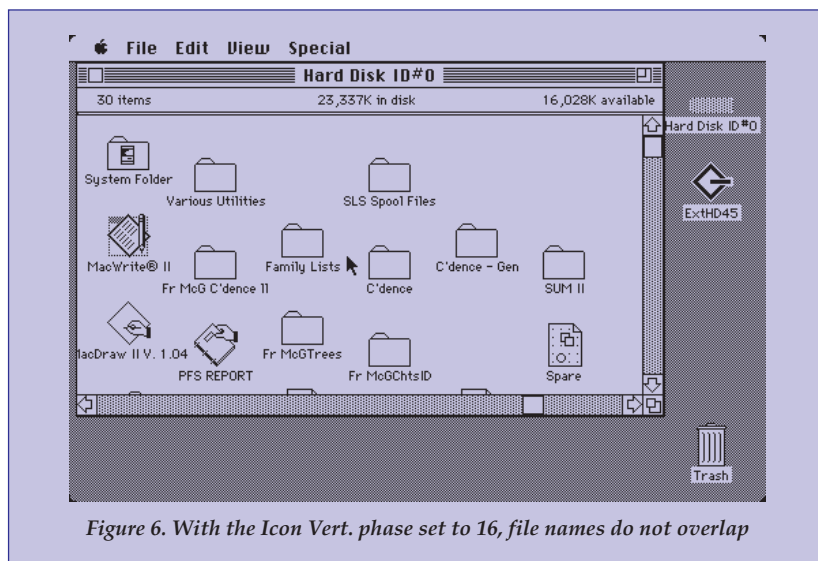 File Edit View Special
Hard Disk ID#0
30 items 23,337K in disk 16,028K available
Hard Disk ID#0
System Folder
Various Utilities SLS Spool Files
ExtHD45
MacWrite® II Family Lists C'dence - Gen
Fr McG C'dence 11 C'dence SUM II
MacDraw II V. 1.04 Fr McGTrees
PFS REPORT Fr McGChtsID Spare
Trash
Figure 6. With the Icon Vert. phase set to 16, file names do not overlap